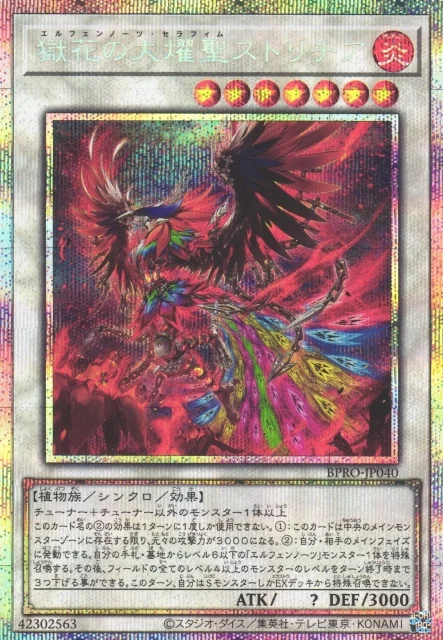 エルフェンノーツ・セラフィム
獄花の大燿聖ストリチア
炎
BPRO-JP040
【植物族／シンクロ／効果】
チューナー＋チューナー以外のモンスター1体以上
このカード名の②の効果は1ターンに1度しか使用できない。①：このカードは中央のメインモン
スターゾーンに存在する限り、元々の攻撃力が3000になる。②：自分・相手のメインフェイズ
に発動できる。自分の手札・墓地からレベル6以下の「エルフェンノーツ」モンスター1体を特殊
召喚する。その後、フィールドの全てのレベル4以上のモンスターのレベルをターン終了時まで
3つ下げる事ができる。このターン、自分はSモンスターしかEXデッキから特殊召喚できない。
ATK/ ? DEF/3000
42302563 ©スタジオ・ダイス／集英社・テレビ東京・KONAMI